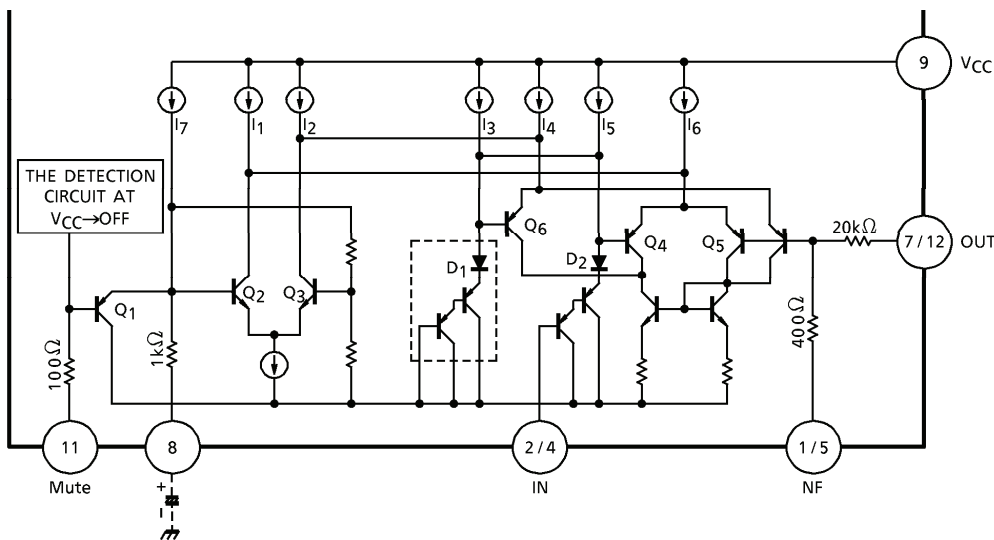 9
VCC
I7
I1
I2
I3
I4
I5
I6
THE DETECTION
CIRCUIT AT
VCC→OFF
Q6
Q4
Q5
20kΩ
7 / 12
OUT
D1
D2
Q1
Q2
Q3
100Ω
1kΩ
400Ω
11
8
2 / 4
1 / 5
Mute
+
IN
NF